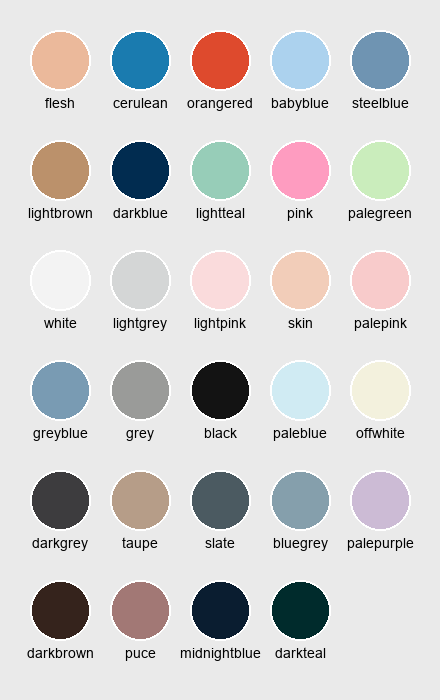 flesh cerulean orangered babyblue steelblue
lightbrown darkblue lightteal pink palegreen
white lightgrey lightpink skin palepink
greyblue grey black paleblue offwhite
darkgrey taupe slate bluegrey palepurple
darkbrown puce midnightblue darkteal